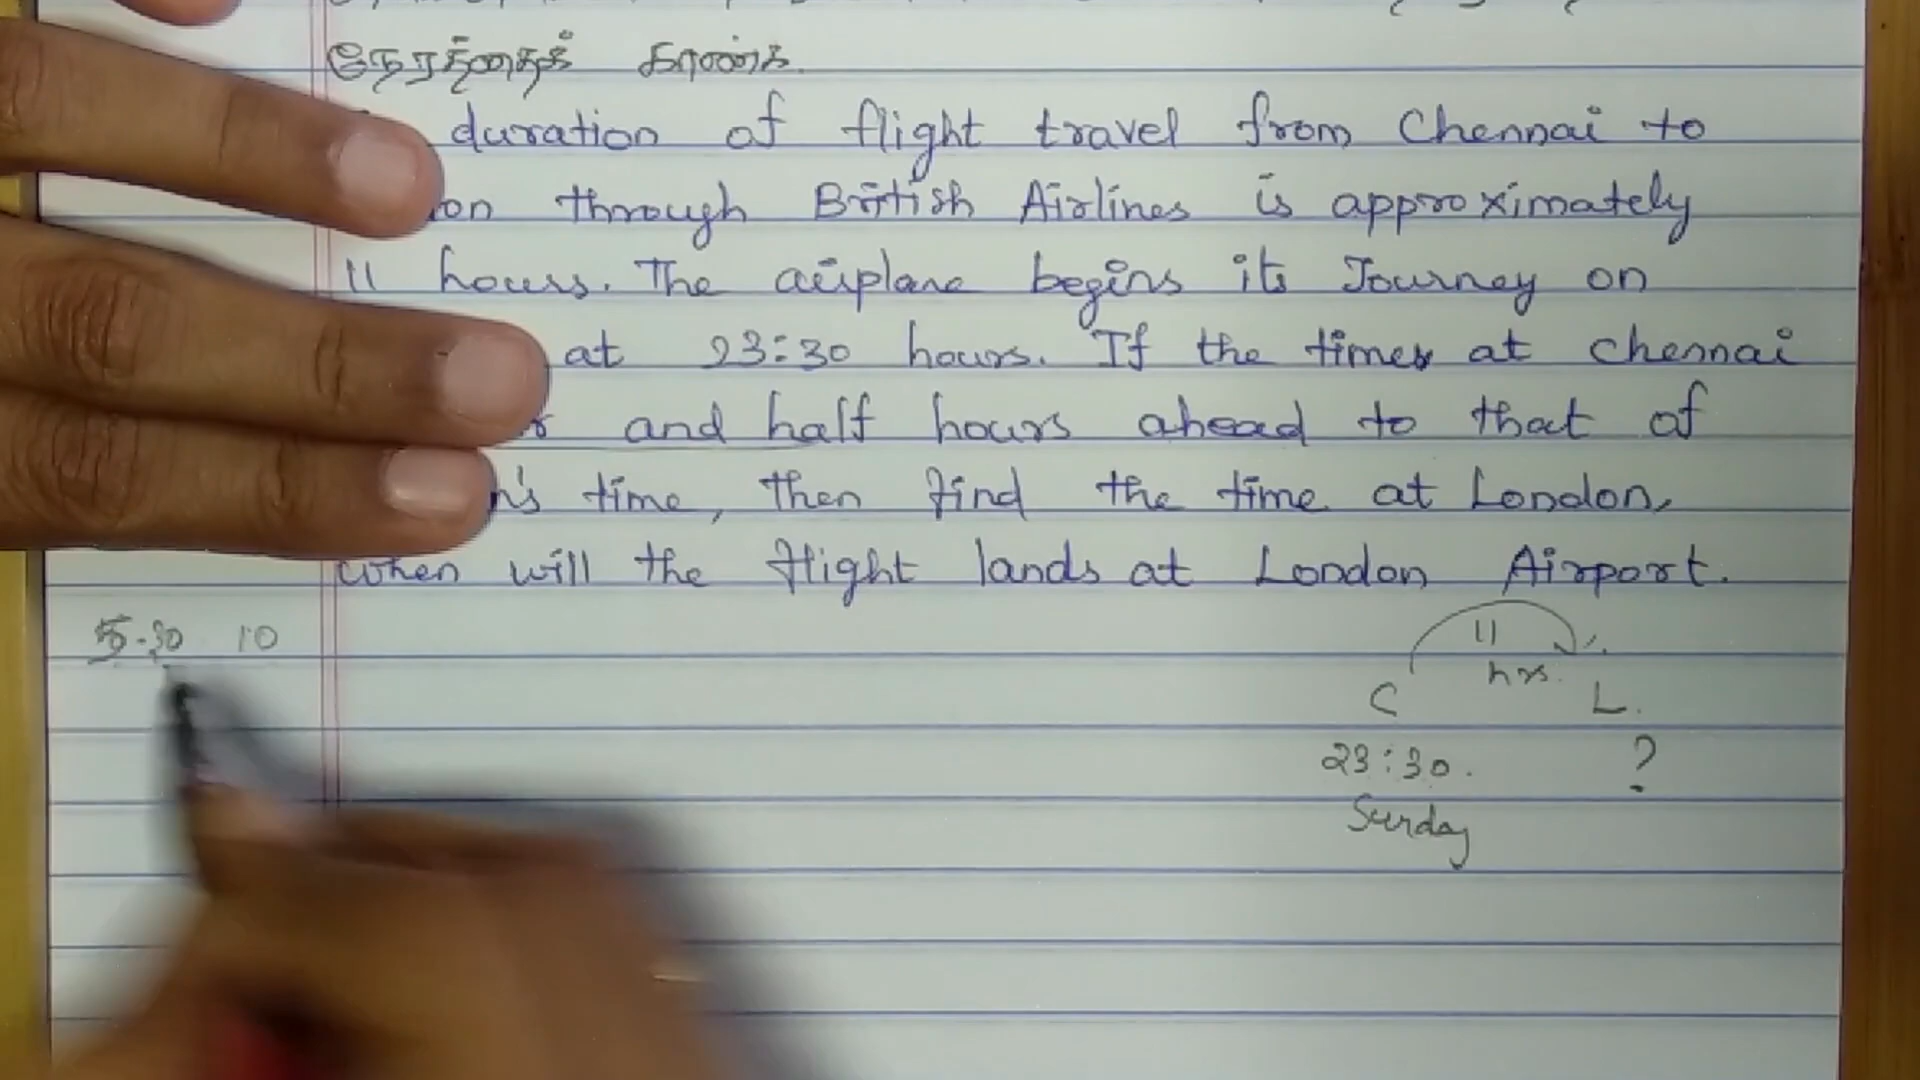 நேரத்தைக் காண்க.
duration of flight travel from Chennai to
through British Airlines is approximately
11 hours. The airplane begins its Journey on
at 23:30 hours. If the times at Chennai
and half hours ahead to that of
time, then find the time at London,
when will the flight lands at London Airport.
5-30 10
11
hrs.
C L.
23:30. ?
Sunday